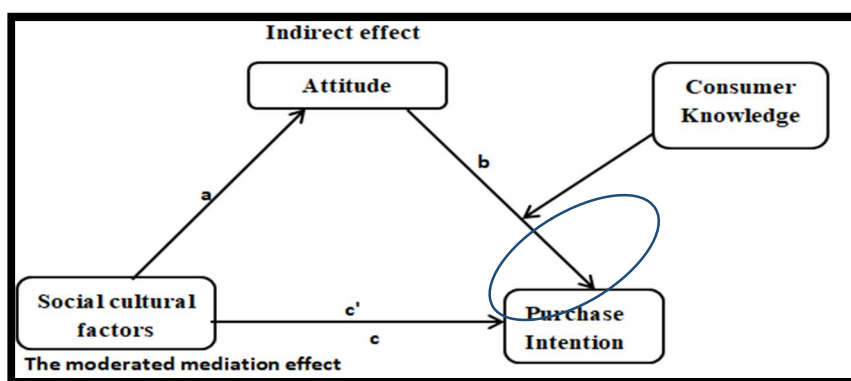 Indirect effect
Attitude
Consumer
Knowledge
b
a
Social cultural
factors
c'
c
Purchase
Intention
The moderated mediation effect